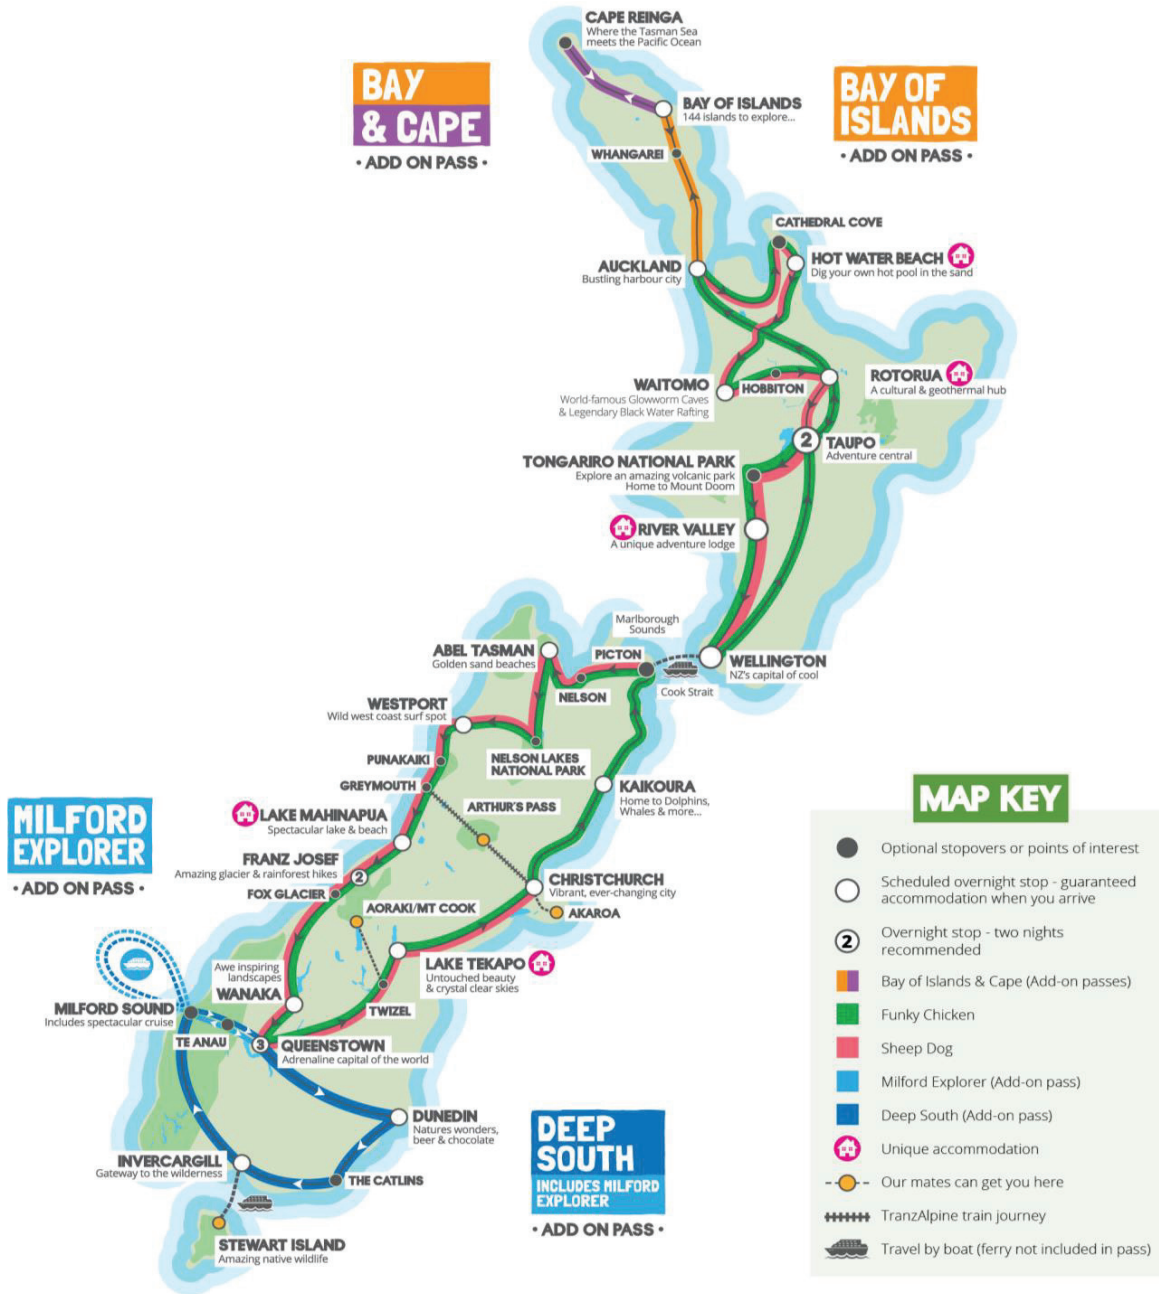 CAPE REINGA
Where the Tasman Sea
meets the Pacific Ocean
BAY
& CAPE
• ADD ON PASS •
BAY OF
ISLANDS
• ADD ON PASS •
BAY OF ISLANDS
144 islands to explore...
WHANGAREI
CATHEDRAL COVE
AUCKLAND
Bustling harbour city
HOT WATER BEACH
Dig your own hot pool in the sand
WAITOMO
World-famous Glowworm Caves
& Legendary Black Water Rafting
HOBBITON
ROTORUA
A cultural & geothermal hub
2
TAUPO
Adventure central
TONGARIRO NATIONAL PARK
Explore an amazing volcanic park
Home to Mount Doom
RIVER VALLEY
A unique adventure lodge
Marlborough
Sounds
ABEL TASMAN
Golden sand beaches
PICTON
WELLINGTON
NZ's capital of cool
NELSON
Cook Strait
WESTPORT
Wild west coast surf spot
PUNAKAIKI
NELSON LAKES
NATIONAL PARK
GREYMOUTH
ARTHUR'S PASS
KAIKOURA
Home to Dolphins,
Whales & more...
LAKE MAHINAPUA
Spectacular lake & beach
MILFORD
EXPLORER
• ADD ON PASS •
FRANZ JOSEF
Amazing glacier & rainforest hikes
2
FOX GLACIER
CHRISTCHURCH
Vibrant, ever-changing city
AORAKI/MT COOK
AKAROA
Awe inspiring
landscapes
WANAKA
LAKE TEKAPO
Untouched beauty
& crystal clear skies
MILFORD SOUND
Includes spectacular cruise
TWIZEL
TE ANAU
3
QUEENSTOWN
Adrenaline capital of the world
DUNEDIN
Natures wonders,
beer & chocolate
DEEP
SOUTH
INCLUDES MILFORD
EXPLORER
• ADD ON PASS •
INVERCARGILL
Gateway to the wilderness
THE CATLINS
STEWART ISLAND
Amazing native wildlife
MAP KEY
Optional stopovers or points of interest
Scheduled overnight stop - guaranteed
accommodation when you arrive
2
Overnight stop - two nights
recommended
Bay of Islands & Cape (Add-on passes)
Funky Chicken
Sheep Dog
Milford Explorer (Add-on pass)
Deep South (Add-on pass)
Unique accommodation
Our mates can get you here
TranzAlpine train journey
Travel by boat (ferry not included in pass)